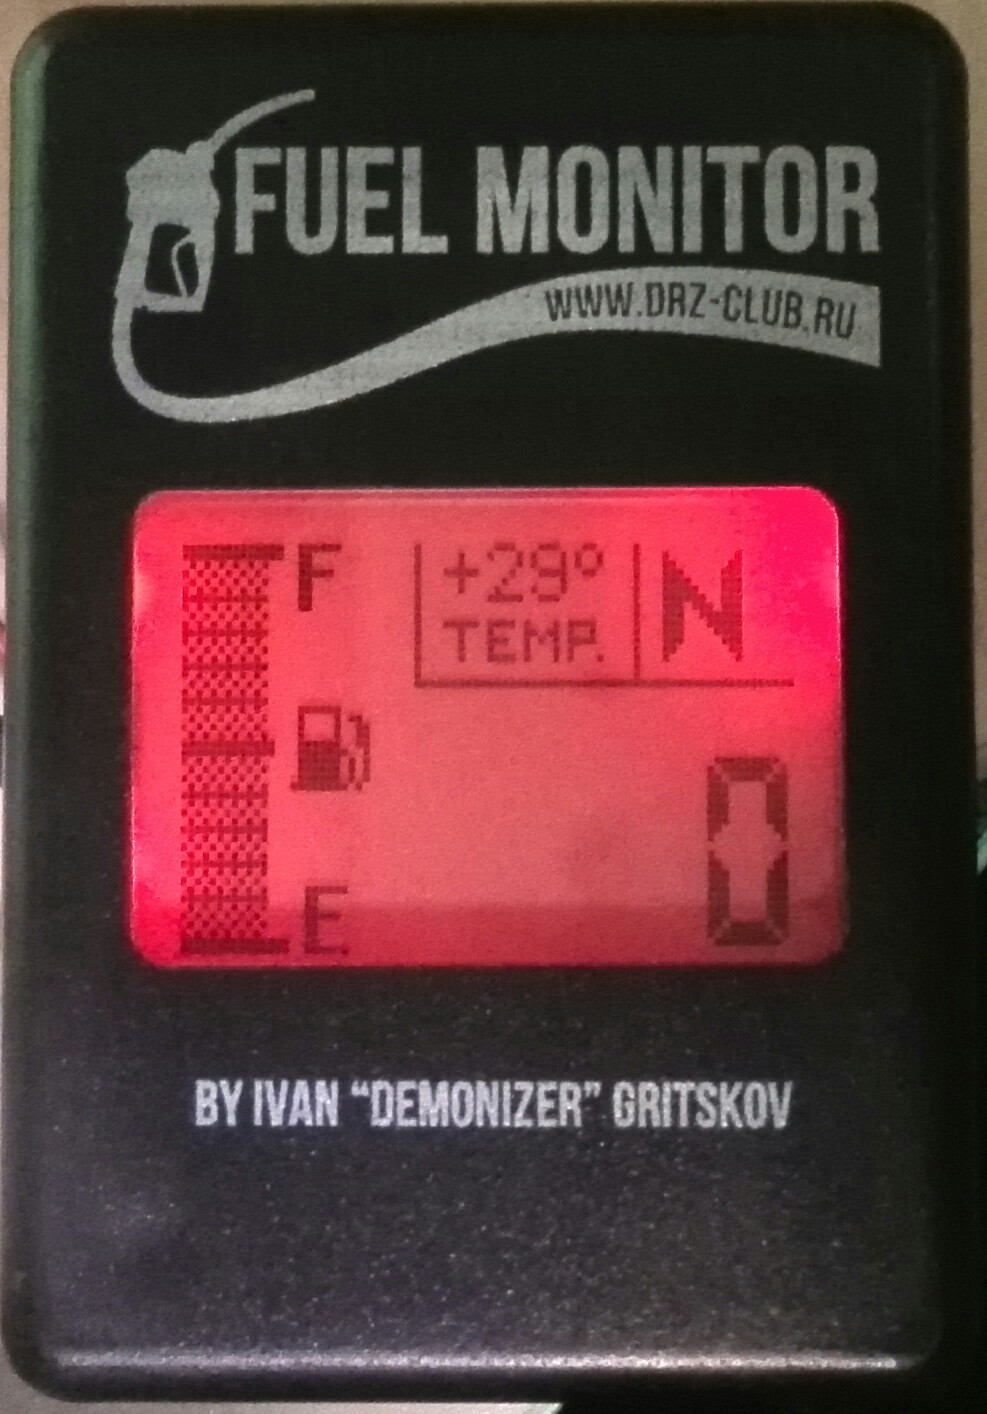 FUEL MONITOR
WWW.DRZ-CLUB.RU
F
+29°
N
TEMP.
E
0
BY IVAN “DEMONIZER” GRITSKOV